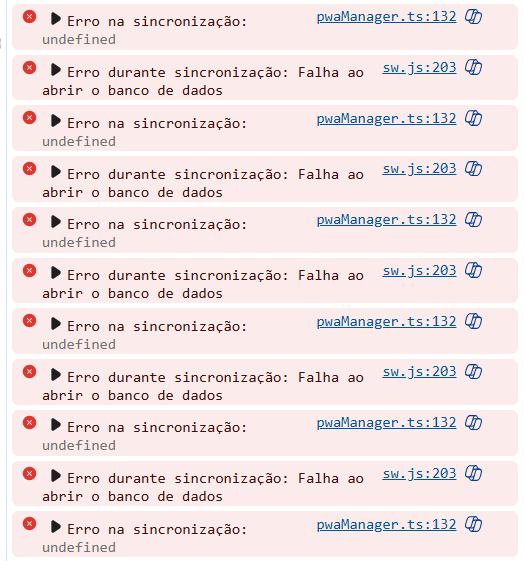 Erro na sincronização: pwaManager.ts:132
undefined
Erro durante sincronização: Falha ao sw.js:203
abrir o banco de dados
Erro na sincronização: pwaManager.ts:132
undefined
Erro durante sincronização: Falha ao sw.js:203
abrir o banco de dados
Erro na sincronização: pwaManager.ts:132
undefined
Erro durante sincronização: Falha ao sw.js:203
abrir o banco de dados
Erro na sincronização: pwaManager.ts:132
undefined
Erro durante sincronização: Falha ao sw.js:203
abrir o banco de dados
Erro na sincronização: pwaManager.ts:132
undefined
Erro durante sincronização: Falha ao sw.js:203
abrir o banco de dados
Erro na sincronização: pwaManager.ts:132
undefined